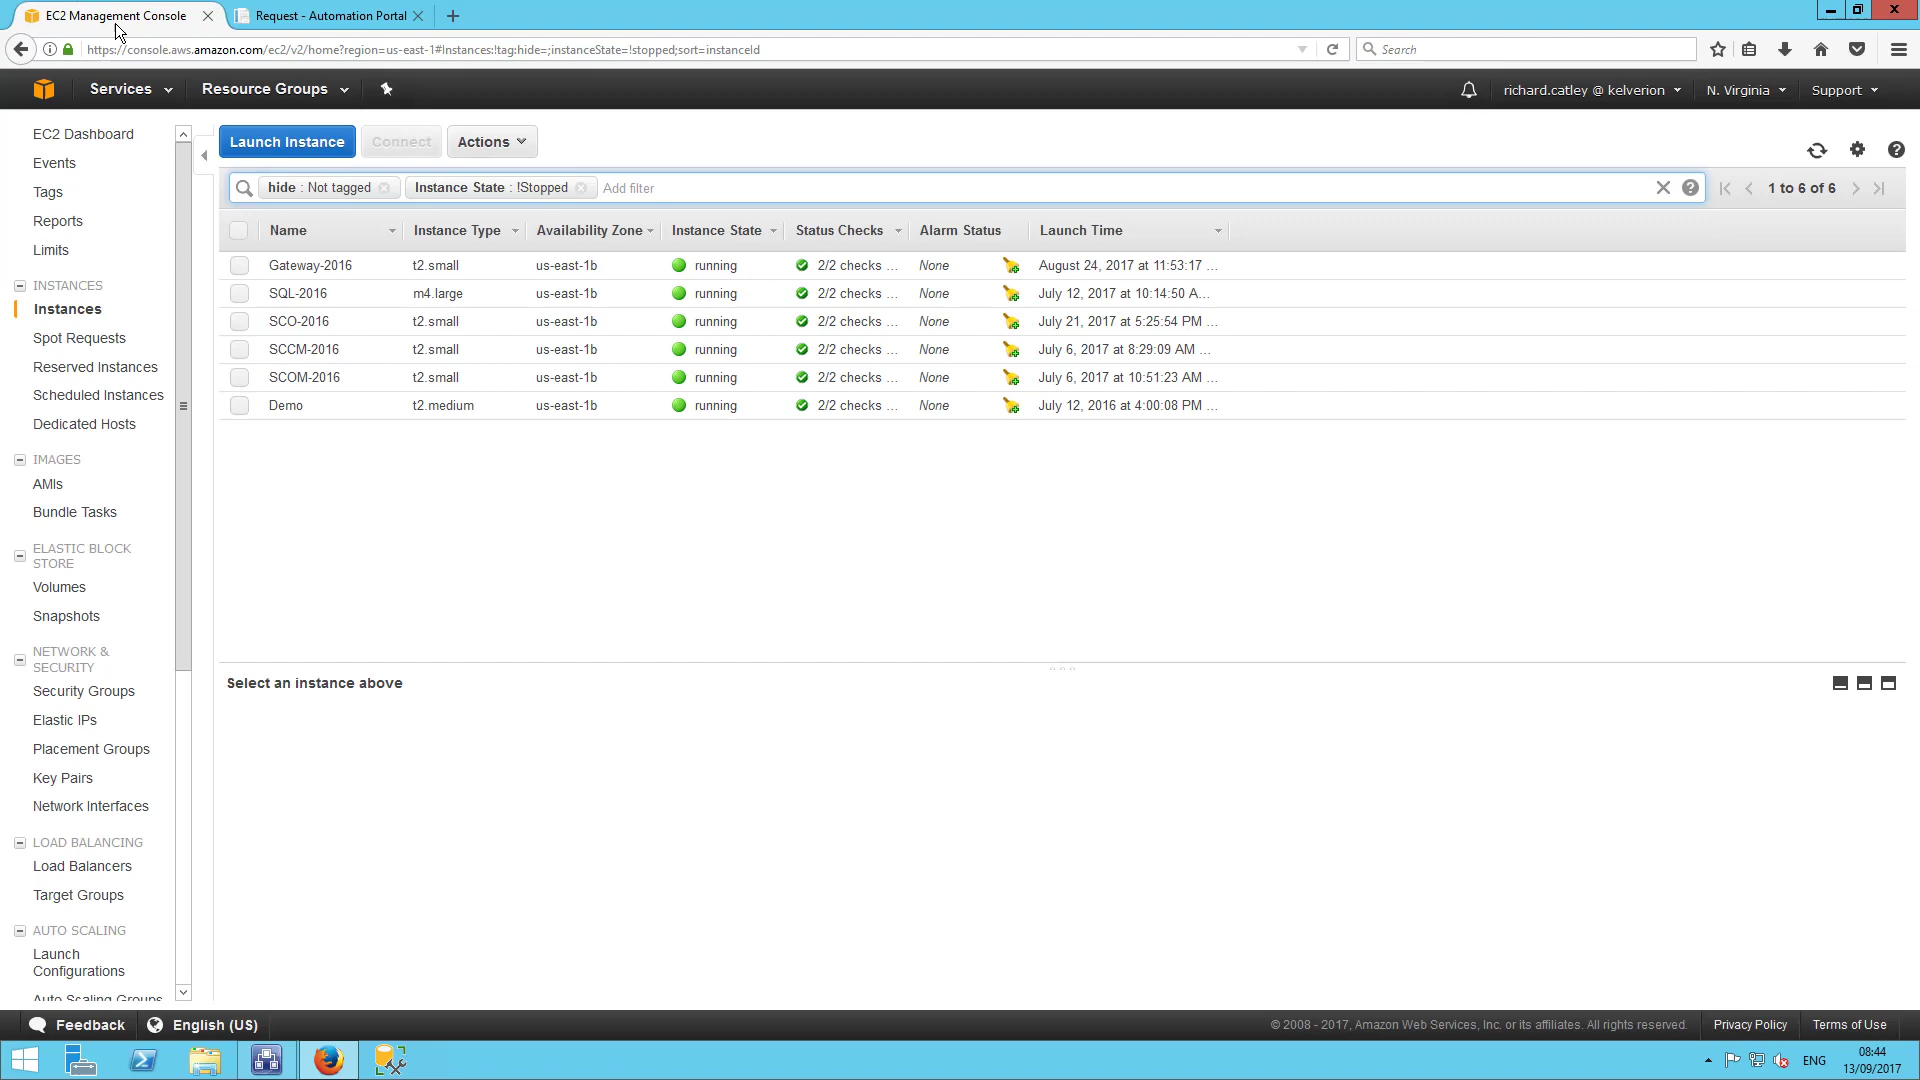 EC2 Management Console
Request - Automation Portal
https://console.aws.amazon.com/ec2/v2/home?region=us-east-1#Instances:!tag:hide=;instanceState=!stopped;sort=instanceId
Search
Services
Resource Groups
richard.catley @ kelverion
N. Virginia
Support
EC2 Dashboard
Events
Tags
Reports
Limits
INSTANCES
Instances
Spot Requests
Reserved Instances
Scheduled Instances
Dedicated Hosts
IMAGES
AMIs
Bundle Tasks
ELASTIC BLOCK
STORE
Volumes
Snapshots
NETWORK &
SECURITY
Security Groups
Elastic IPs
Placement Groups
Key Pairs
Network Interfaces
LOAD BALANCING
Load Balancers
Target Groups
AUTO SCALING
Launch
Configurations
Auto Scaling Groups
Launch Instance
Connect
Actions
hide : Not tagged
Instance State : !Stopped
Add filter
1 to 6 of 6
Name Instance Type Availability Zone Instance State Status Checks Alarm Status Launch Time
Gateway-2016 t2.small us-east-1b running 2/2 checks ... None August 24, 2017 at 11:53:17 ...
SQL-2016 m4.large us-east-1b running 2/2 checks ... None July 12, 2017 at 10:14:50 A...
SCO-2016 t2.small us-east-1b running 2/2 checks ... None July 21, 2017 at 5:25:54 PM ...
SCCM-2016 t2.small us-east-1b running 2/2 checks ... None July 6, 2017 at 8:29:09 AM ...
SCOM-2016 t2.small us-east-1b running 2/2 checks ... None July 6, 2017 at 10:51:23 AM ...
Demo t2.medium us-east-1b running 2/2 checks ... None July 12, 2016 at 4:00:08 PM ...
Select an instance above
Feedback
English (US)
© 2008 - 2017, Amazon Web Services, Inc. or its affiliates. All rights reserved.
Privacy Policy
Terms of Use
ENG
08:44
13/09/2017